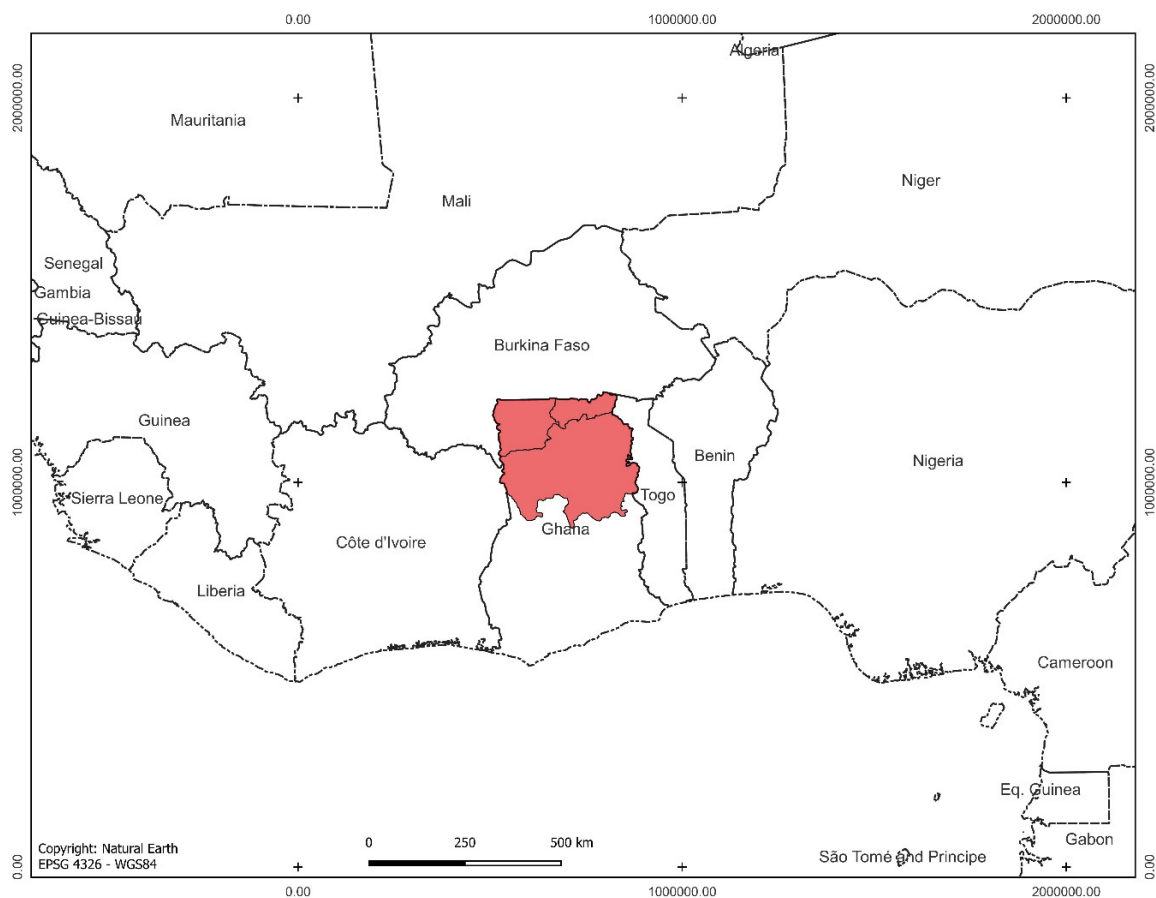 0.00
1000000.00
2000000.00
2000000.00
2000000.00
Algeria
Mauritania
Niger
Mali
Senegal
Gambia
Guinea-Bissau
Burkina Faso
Guinea
Benin
Nigeria
1000000.00
1000000.00
Sierra Leone
Togo
Ghana
Côte d'Ivoire
Liberia
Cameroon
Eq. Guinea
Gabon
São Tomé and Principe
0
250
500 km
Copyright: Natural Earth
EPSG 4326 - WGS84
0.00
0.00
0.00
1000000.00
2000000.00